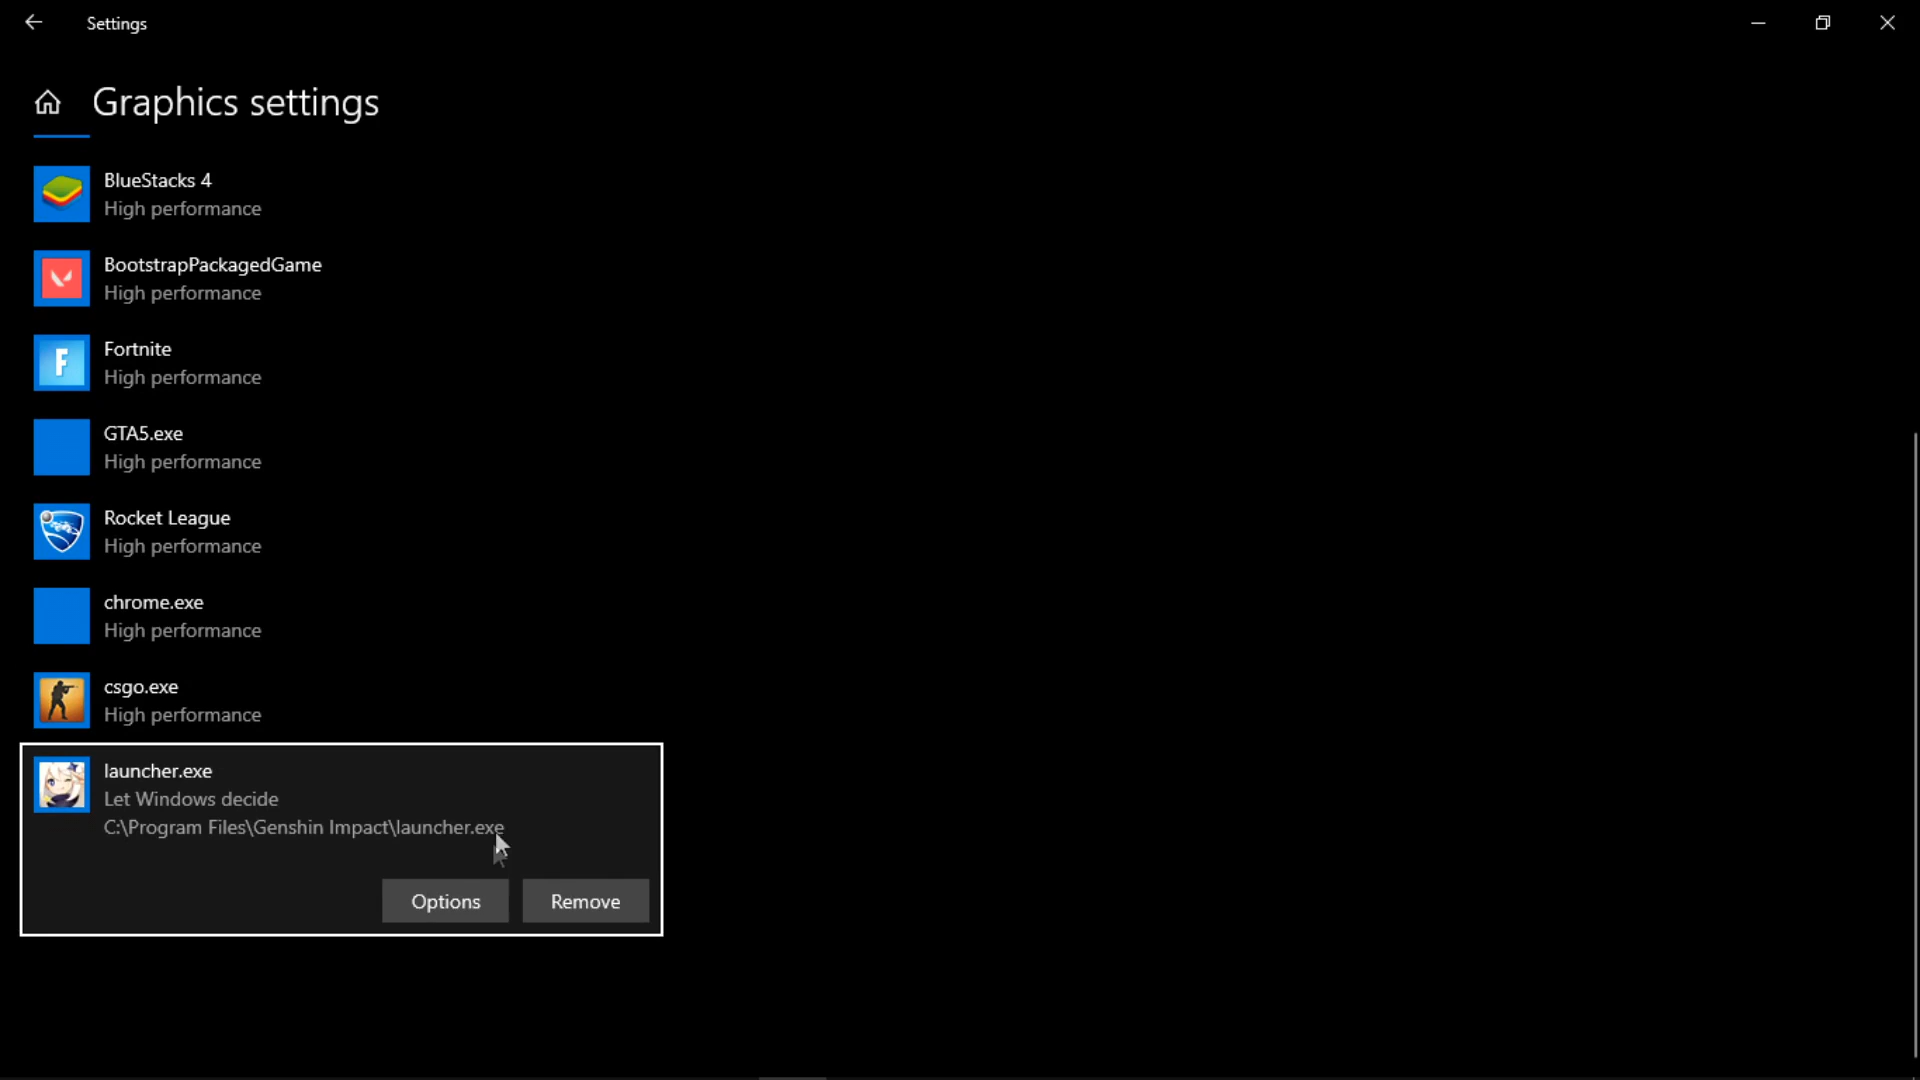 Settings
Graphics settings
BlueStacks 4
High performance
BootstrapPackagedGame
High performance
F
Fortnite
High performance
GTA5.exe
High performance
Rocket League
High performance
chrome.exe
High performance
csgo.exe
High performance
launcher.exe
Let Windows decide
C:\Program Files\Genshin Impact\launcher.exe
Options Remove